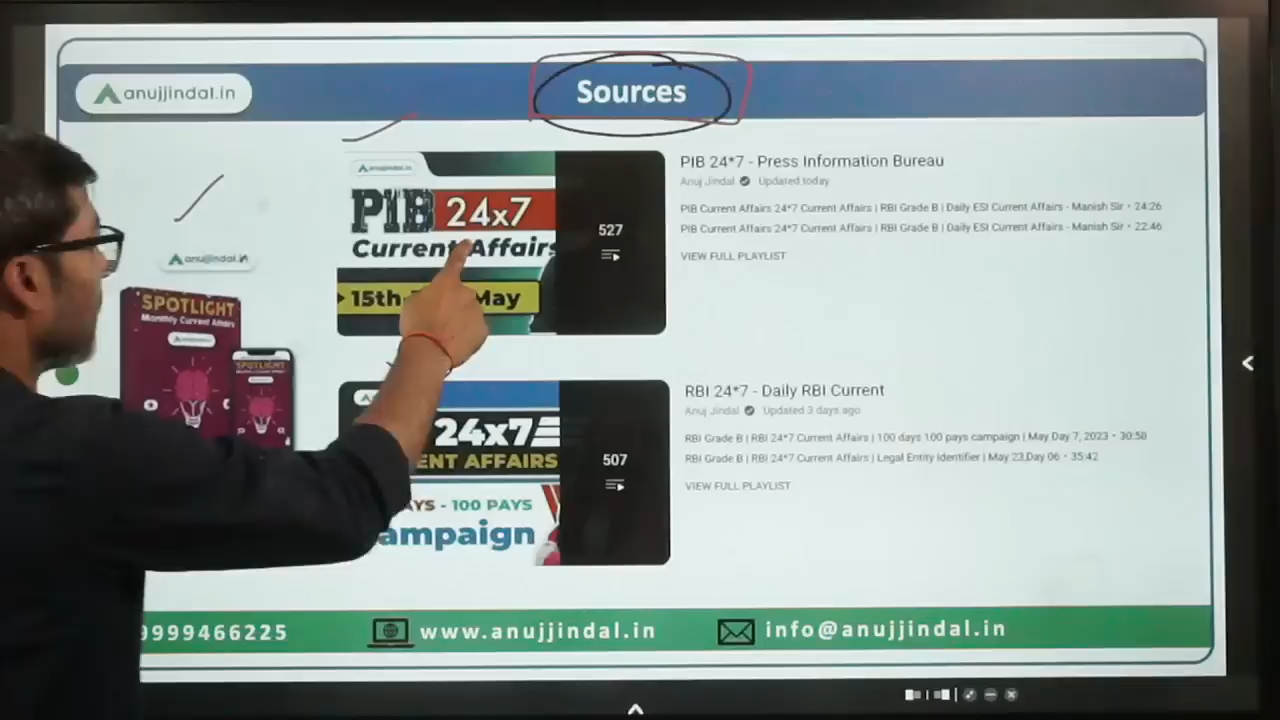 anujjindal.in
Sources
anujjindal.in
PIB 24x7
Current Affairs
15th May
527
PIB 24*7 - Press Information Bureau
Anuj Jindal Updated today
PIB Current Affairs 24*7 Current Affairs | RBI Grade B | Daily ESI Current Affairs - Manish Sir • 24:26
PIB Current Affairs 24*7 Current Affairs | RBI Grade B | Daily ESI Current Affairs - Manish Sir • 22:46
VIEW FULL PLAYLIST
anujjindal.in
SPOTLIGHT
Monthly Current Affairs
SPOTLIGHT
24x7
ENT AFFAIRS
AYS - 100 PAYS
ampaign
507
RBI 24*7 - Daily RBI Current
Anuj Jindal Updated 3 days ago
RBI Grade B | RBI 24*7 Current Affairs | 100 days 100 pays campaign | May Day 7, 2023 • 30:50
RBI Grade B | RBI 24*7 Current Affairs | Legal Entity Identifier | May 23,Day 06 • 35:42
VIEW FULL PLAYLIST
9999466225
www.anujjindal.in
info@anujjindal.in